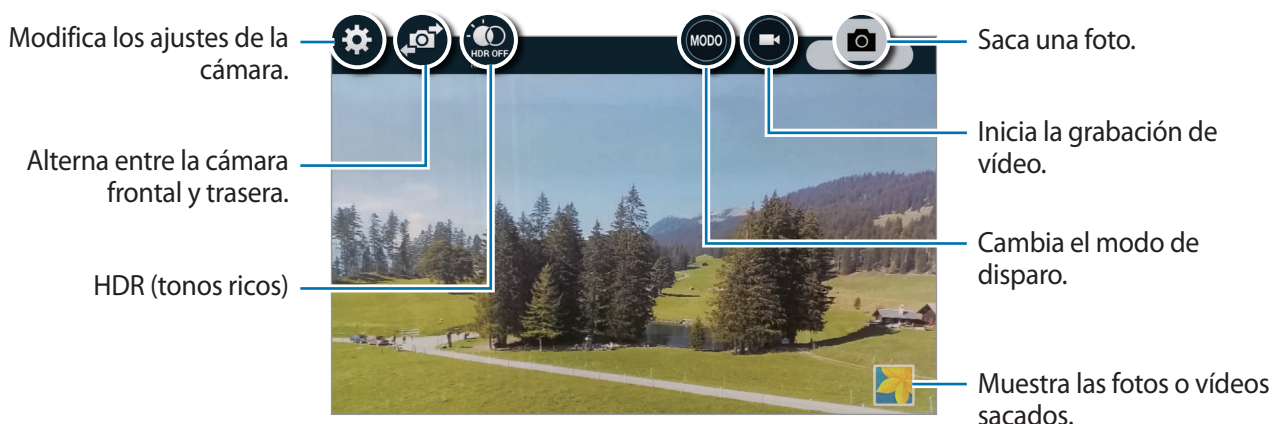 Modifica los ajustes de la
cámara.
Alterna entre la cámara
frontal y trasera.
HDR (tonos ricos)
HDR OFF
MODO
Saca una foto.
Inicia la grabación de
vídeo.
Cambia el modo de
disparo.
Muestra las fotos o vídeos
sacados.